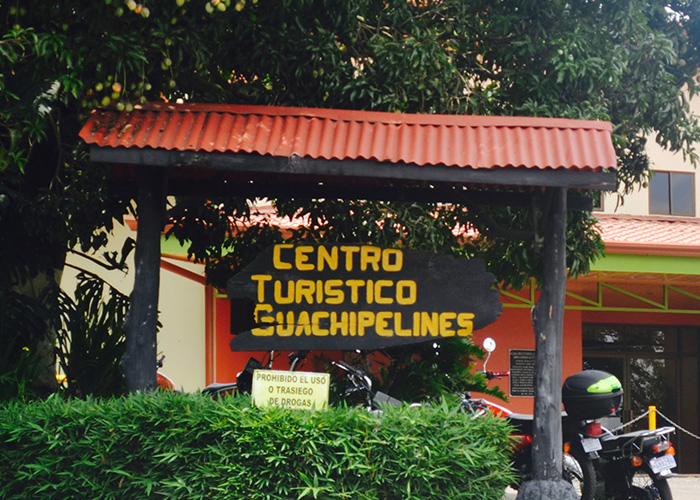 CENTRO
TURISTICO
GUACHIPELINES
PROHIBIDO EL USO
O TRASIEGO
DE DROGAS